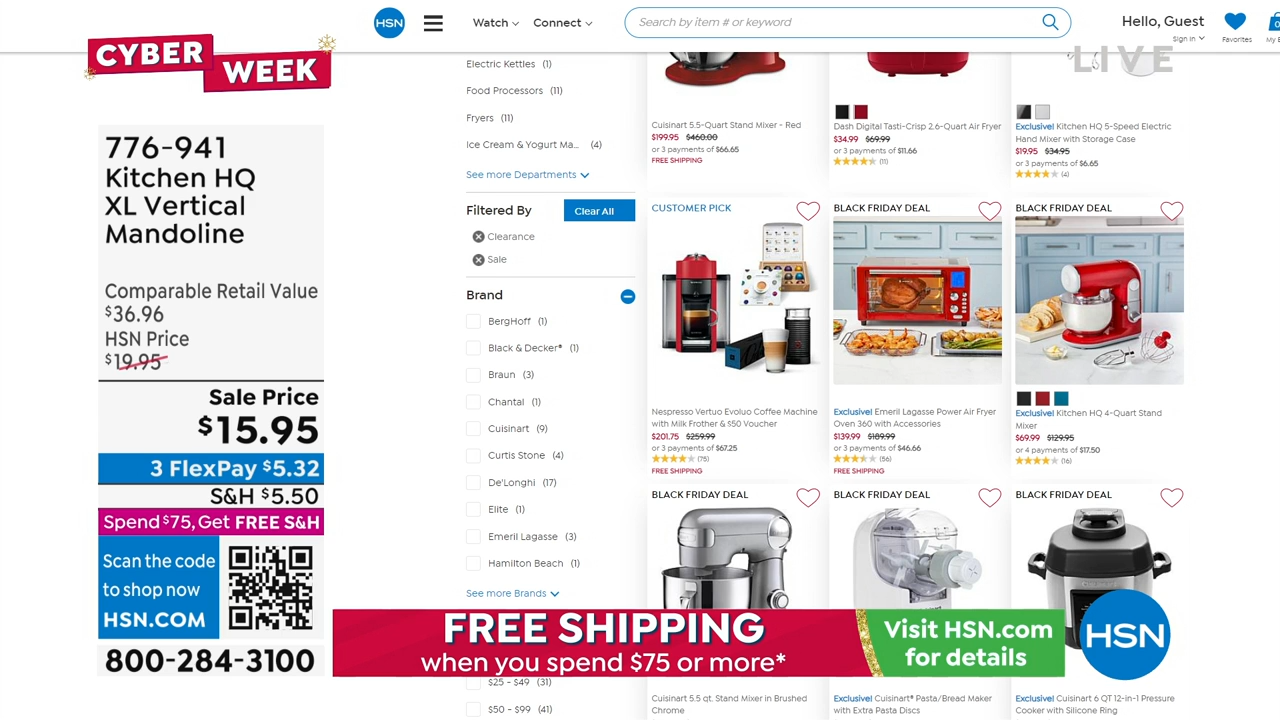 HSN
Watch
Connect
Search by item # or keyword
Hello, Guest
Sign In
Favorites
0
LIVE
CYBER
WEEK
776-941
Kitchen HQ
XL Vertical
Mandoline
Comparable Retail Value
$36.96
HSN Price
$19.95
Sale Price
$15.95
3 FlexPay $5.32
S&H $5.50
Spend $75, Get FREE S&H
Scan the code
to shop now
HSN.COM
800-284-3100
Electric Kettles (1)
Food Processors (11)
Fryers (11)
Ice Cream & Yogurt Ma... (4)
See more Departments
Filtered By
Clear All
Clearance
Sale
Brand
BergHoff (1)
Black & Decker® (1)
Braun (3)
Chantal (1)
Cuisinart (9)
Curtis Stone (4)
De'Longhi (17)
Elite (1)
Emeril Lagasse (3)
Hamilton Beach (1)
See more Brands
$25 - $49 (31)
$50 - $99 (41)
Cuisinart 5.5-Quart Stand Mixer - Red
$199.95 $460.00
or 3 payments of $66.65
FREE SHIPPING
Dash Digital Tasti-Crisp 2.6-Quart Air Fryer
$34.99 $69.99
or 3 payments of $11.66
(11)
Exclusive! Kitchen HQ 5-Speed Electric
Hand Mixer with Storage Case
$19.95 $34.95
or 3 payments of $6.65
(4)
CUSTOMER PICK
Nespresso Vertuo Evoluo Coffee Machine
with Milk Frother & $50 Voucher
$201.75 $259.99
or 3 payments of $67.25
(75)
FREE SHIPPING
BLACK FRIDAY DEAL
Exclusive! Emeril Lagasse Power Air Fryer
Oven 360 with Accessories
$139.99 $189.99
or 3 payments of $46.66
(56)
FREE SHIPPING
BLACK FRIDAY DEAL
Exclusive! Kitchen HQ 4-Quart Stand
Mixer
$69.99 $129.95
or 4 payments of $17.50
(16)
BLACK FRIDAY DEAL
Cuisinart 5.5 qt. Stand Mixer in Brushed
Chrome
BLACK FRIDAY DEAL
Exclusive! Cuisinart® Pasta/Bread Maker
with Extra Pasta Discs
BLACK FRIDAY DEAL
Exclusive! Cuisinart 6 QT 12-in-1 Pressure
Cooker with Silicone Ring
FREE SHIPPING
when you spend $75 or more*
Visit HSN.com
for details
HSN